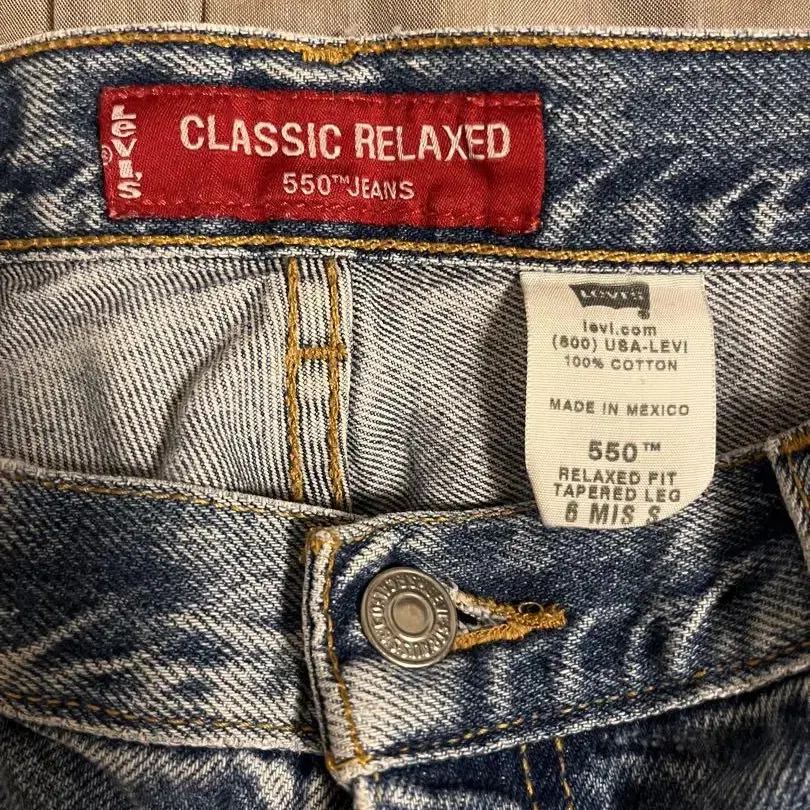 LEVI'S
®
CLASSIC RELAXED
550™ JEANS
LEVI'S
levi.com
(800) USA-LEVI
100% COTTON
MADE IN MEXICO
550™
RELAXED FIT
TAPERED LEG
6 MIS S